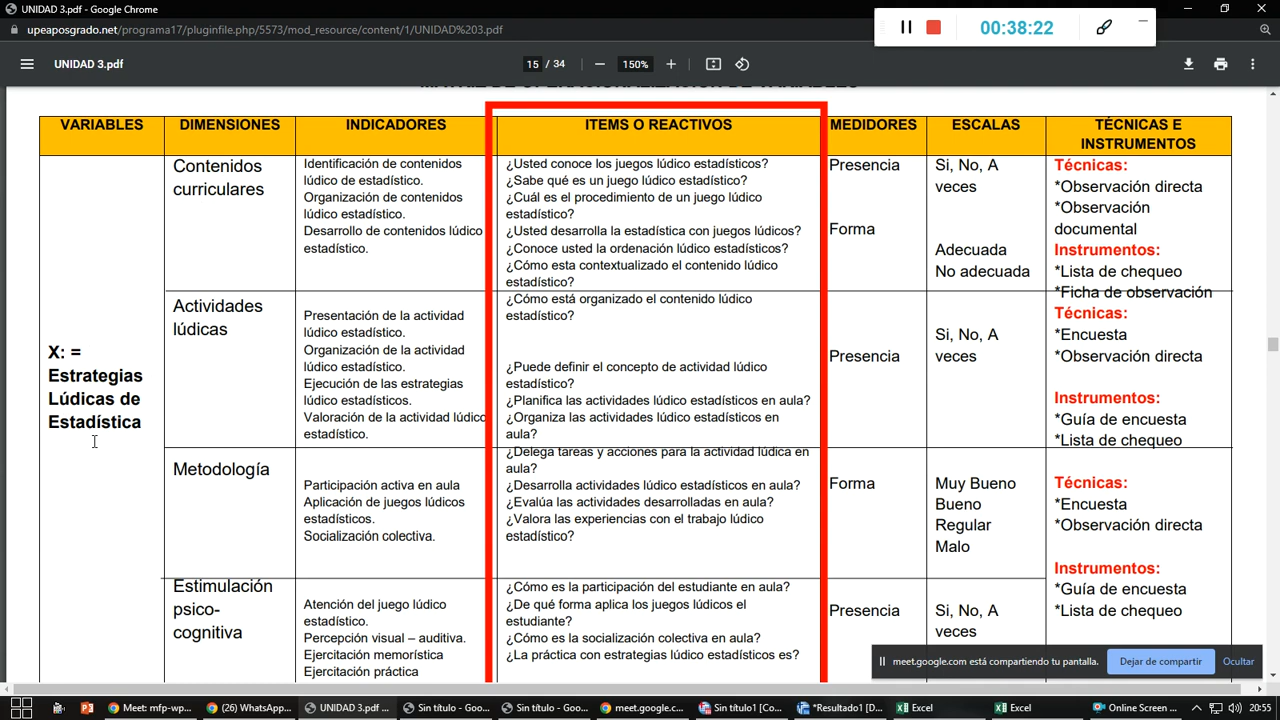 UNIDAD 3.pdf - Google Chrome
upeaposgrado.net/programa17/pluginfile.php/5573/mod_resource/content/1/UNIDAD%203.pdf
00:38:22
UNIDAD 3.pdf
15 / 34
150%
MATRIZ DE OPERACIONALIZACIÓN DE VARIABLES
VARIABLES
DIMENSIONES
INDICADORES
ITEMS O REACTIVOS
MEDIDORES
ESCALAS
TÉCNICAS E
INSTRUMENTOS
X: =
Estrategias
Lúdicas de
Estadística
Contenidos
curriculares
Identificación de contenidos
lúdico de estadístico.
Organización de contenidos
lúdico estadístico.
Desarrollo de contenidos lúdico
estadístico.
¿Usted conoce los juegos lúdico estadísticos?
¿Sabe qué es un juego lúdico estadístico?
¿Cuál es el procedimiento de un juego lúdico
estadístico?
¿Usted desarrolla la estadística con juegos lúdicos?
¿Conoce usted la ordenación lúdico estadísticos?
¿Cómo esta contextualizado el contenido lúdico
estadístico?
Presencia
Forma
Si, No, A
veces
Adecuada
No adecuada
Técnicas:
*Observación directa
*Observación
documental
Instrumentos:
*Lista de chequeo
*Ficha de observación
Actividades
lúdicas
Presentación de la actividad
lúdico estadístico.
Organización de la actividad
lúdico estadístico.
Ejecución de las estrategias
lúdico estadísticos.
Valoración de la actividad lúdico
estadístico.
¿Cómo está organizado el contenido lúdico
estadístico?
¿Puede definir el concepto de actividad lúdico
estadístico?
¿Planifica las actividades lúdico estadísticos en aula?
¿Organiza las actividades lúdico estadísticos en
aula?
Presencia
Si, No, A
veces
Técnicas:
*Encuesta
*Observación directa
Instrumentos:
*Guía de encuesta
*Lista de chequeo
Metodología
Participación activa en aula
Aplicación de juegos lúdicos
estadísticos.
Socialización colectiva.
¿Delega tareas y acciones para la actividad lúdica en
aula?
¿Desarrolla actividades lúdico estadísticos en aula?
¿Evalúa las actividades desarrolladas en aula?
¿Valora las experiencias con el trabajo lúdico
estadístico?
Forma
Muy Bueno
Bueno
Regular
Malo
Técnicas:
*Encuesta
*Observación directa
Instrumentos:
*Guía de encuesta
*Lista de chequeo
Estimulación
psico-
cognitiva
Atención del juego lúdico
estadístico.
Percepción visual – auditiva.
Ejercitación memorística
Ejercitación práctica
¿Cómo es la participación del estudiante en aula?
¿De qué forma aplica los juegos lúdicos el
estudiante?
¿Cómo es la socialización colectiva en aula?
¿La práctica con estrategias lúdico estadísticos es?
Presencia
Si, No, A
veces
meet.google.com está compartiendo tu pantalla.
Dejar de compartir
Ocultar
Meet: mfp-wp...
(26) WhatsApp...
UNIDAD 3.pdf ...
Sin título - Goo...
Sin título - Goo...
meet.google.co...
Sin título1 [Con...
*Resultado1 [D...
Excel
Excel
Online Screen ...
20:55